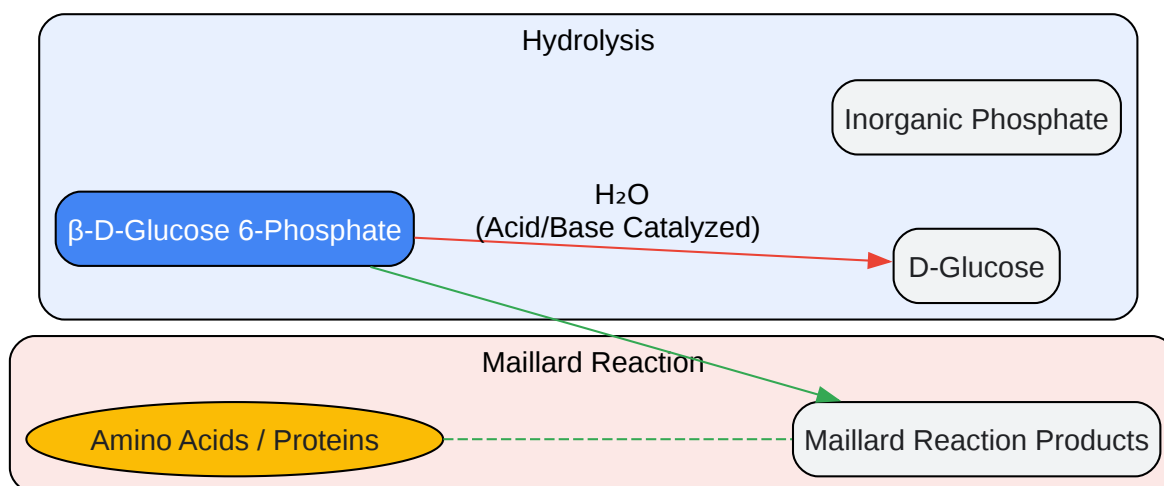 Hydrolysis
Inorganic Phosphate
β-D-Glucose 6-Phosphate
H₂O
(Acid/Base Catalyzed)
D-Glucose
Maillard Reaction
Amino Acids / Proteins
Maillard Reaction Products